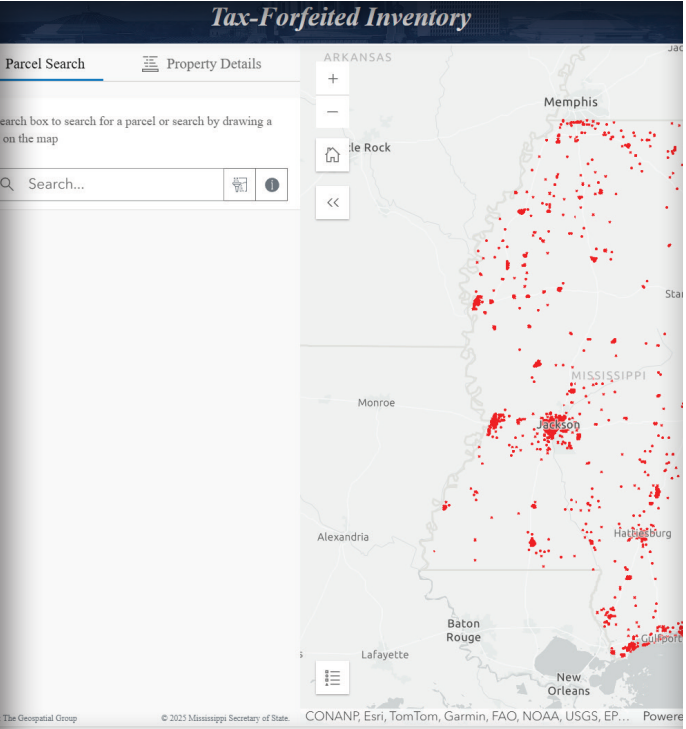 Tax-Forfeited Inventory
Parcel Search
Property Details
earch box to search for a parcel or search by drawing a
on the map
Search...
The Geospatial Group
© 2025 Mississippi Secretary of State.
ARKANSAS
Jac
Memphis
le Rock
Star
MISSISSIPPI
Monroe
Jackson
Alexandria
Hattiesburg
Baton
Rouge
Gulfport
Lafayette
New
Orleans
CONANP, Esri, TomTom, Garmin, FAO, NOAA, USGS, EP...
Powere